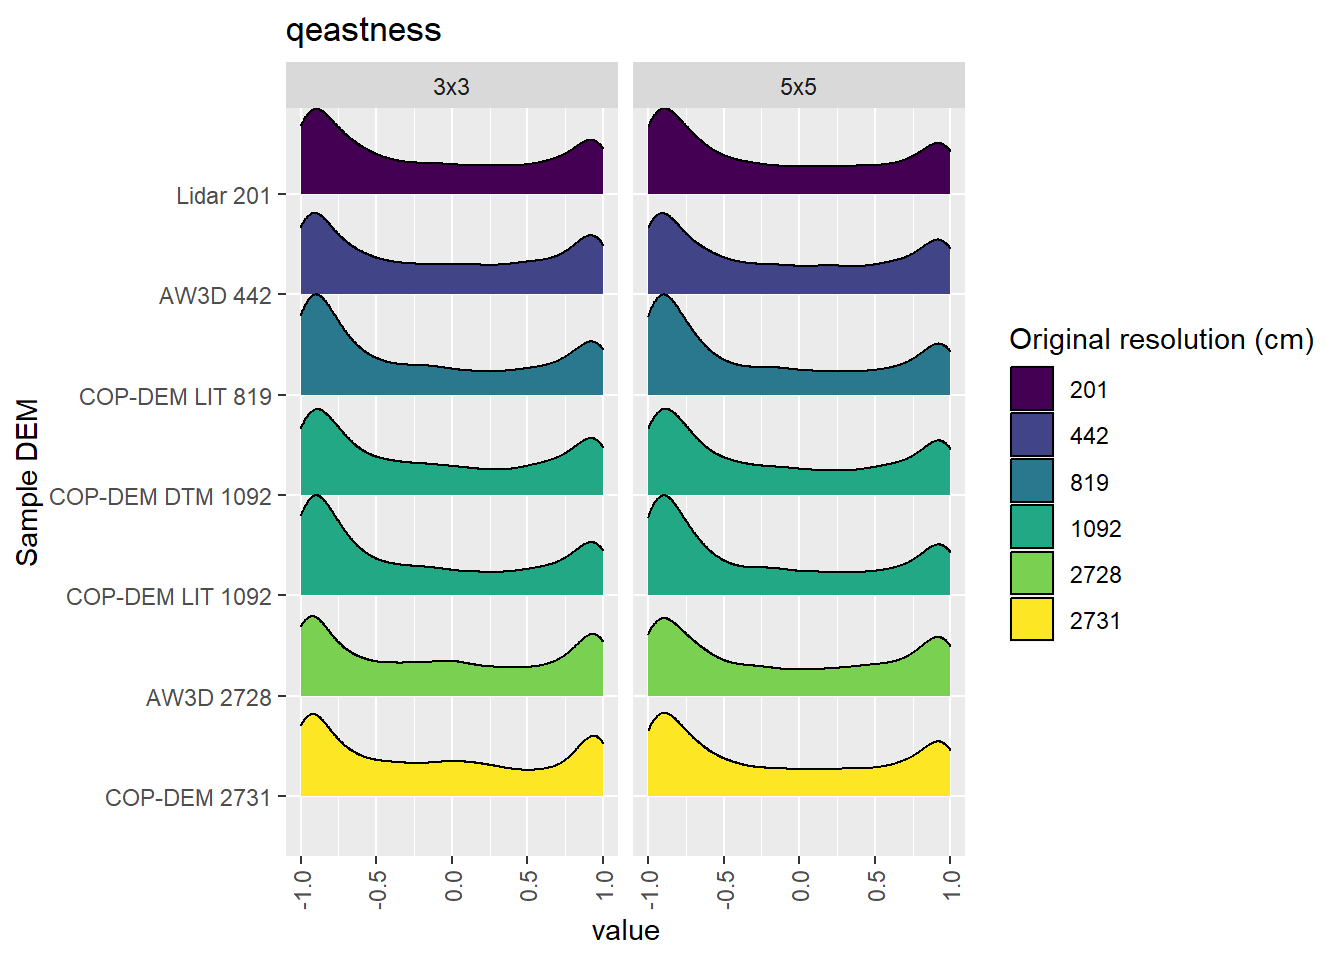 qeastness
3x3
5x5
Lidar 201
AW3D 442
COP-DEM LIT 819
COP-DEM DTM 1092
COP-DEM LIT 1092
AW3D 2728
COP-DEM 2731
Sample DEM
-1.0 -0.5 0.0 0.5 1.0
-1.0 -0.5 0.0 0.5 1.0
value
Original resolution (cm)
201
442
819
1092
2728
2731